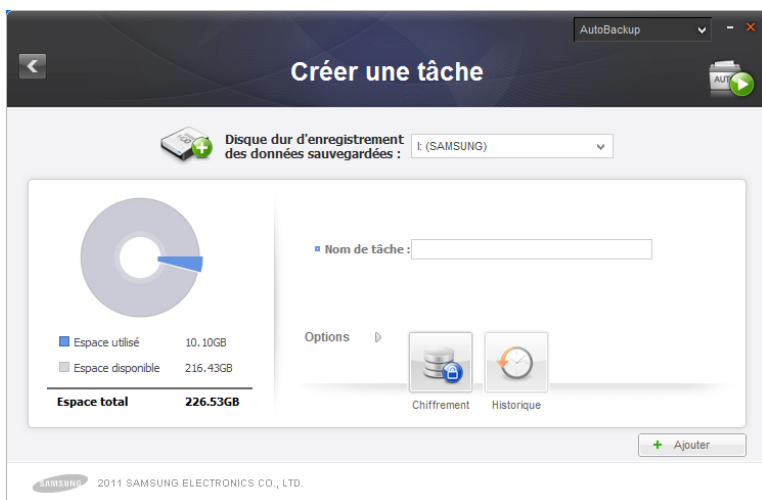 AutoBackup
Créer une tâche
AUTO
Disque dur d'enregistrement
des données sauvegardées :
I: (SAMSUNG)
Nom de tâche :
Espace utilisé 10.10GB
Espace disponible 216.43GB
Espace total 226.53GB
Options
Chiffrement Historique
+ Ajouter
SAMSUNG 2011 SAMSUNG ELECTRONICS CO., LTD.